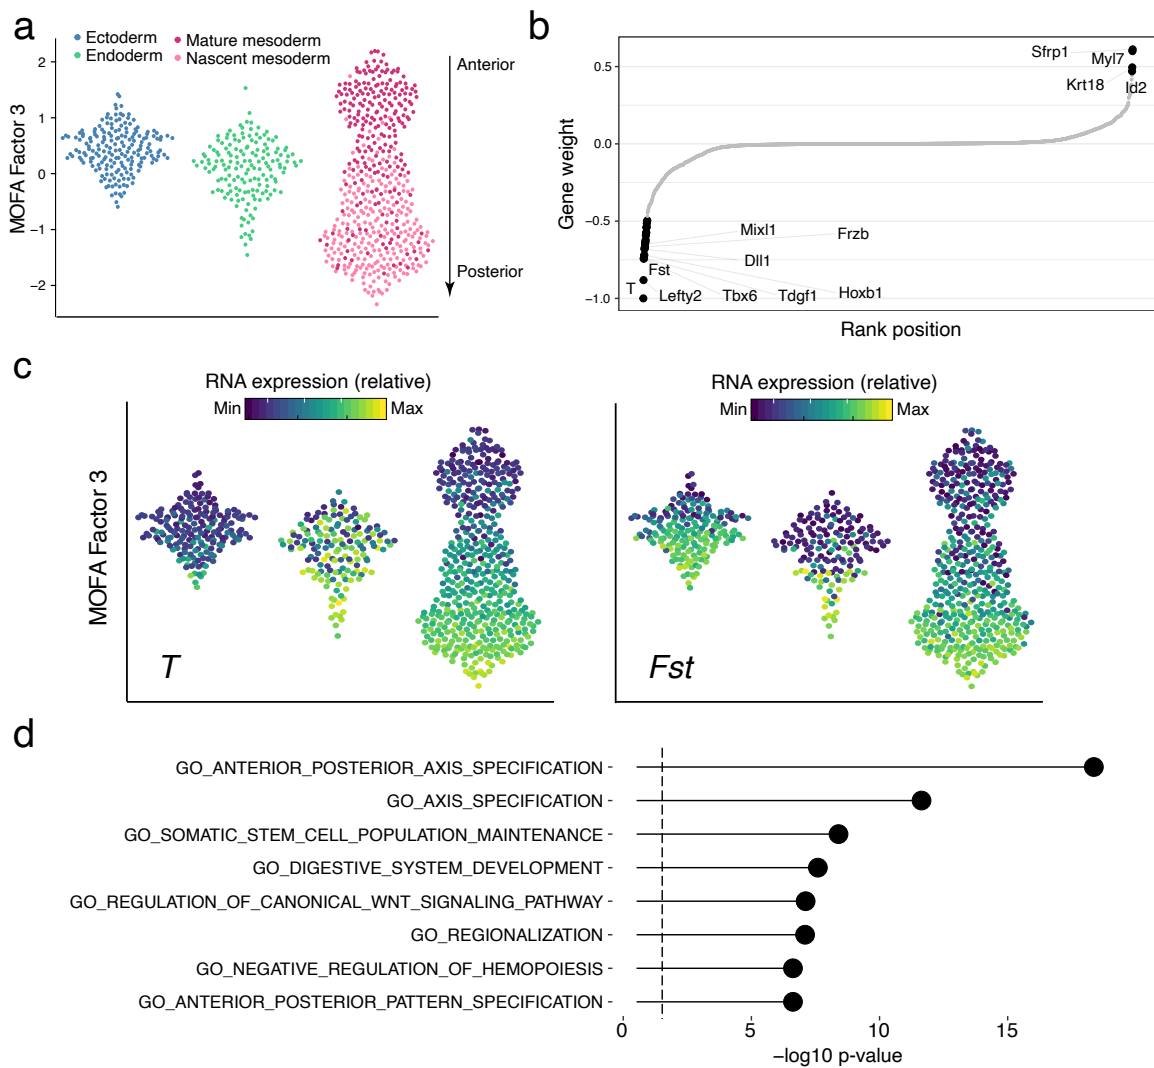 a
Ectoderm
Endoderm
Mature mesoderm
Nascent mesoderm
MOFA Factor 3
2
1
0
−1
−2
Anterior
Posterior
b
Gene weight
0.5
0.0
−0.5
−1.0
Sfrp1
Myl7
Krt18
Id2
Mixl1
Frzb
Dll1
Fst
T
Lefty2
Tbx6
Tdgf1
Hoxb1
Rank position
c
RNA expression (relative)
Min
Max
MOFA Factor 3
T
RNA expression (relative)
Min
Max
Fst
d
GO_ANTERIOR_POSTERIOR_AXIS_SPECIFICATION
GO_AXIS_SPECIFICATION
GO_SOMATIC_STEM_CELL_POPULATION_MAINTENANCE
GO_DIGESTIVE_SYSTEM_DEVELOPMENT
GO_REGULATION_OF_CANONICAL_WNT_SIGNALING_PATHWAY
GO_REGIONALIZATION
GO_NEGATIVE_REGULATION_OF_HEMOPOIESIS
GO_ANTERIOR_POSTERIOR_PATTERN_SPECIFICATION
0 5 10 15
−log10 p-value